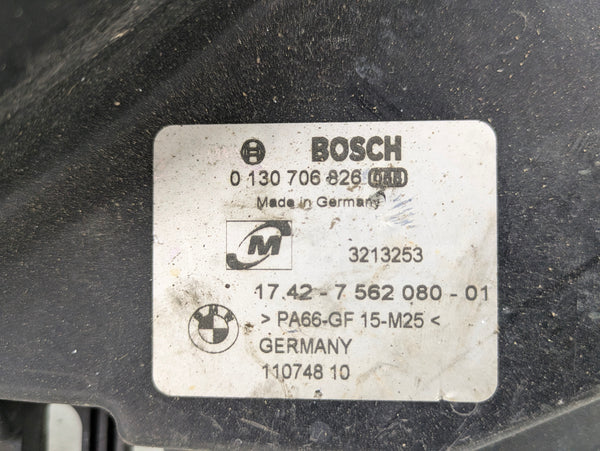 BOSCH
0 130 706 826
Made in Germany
M
3213253
17.42 - 7 562 080 - 01
> PA66-GF 15-M25 <
BMW
GERMANY
110748 10